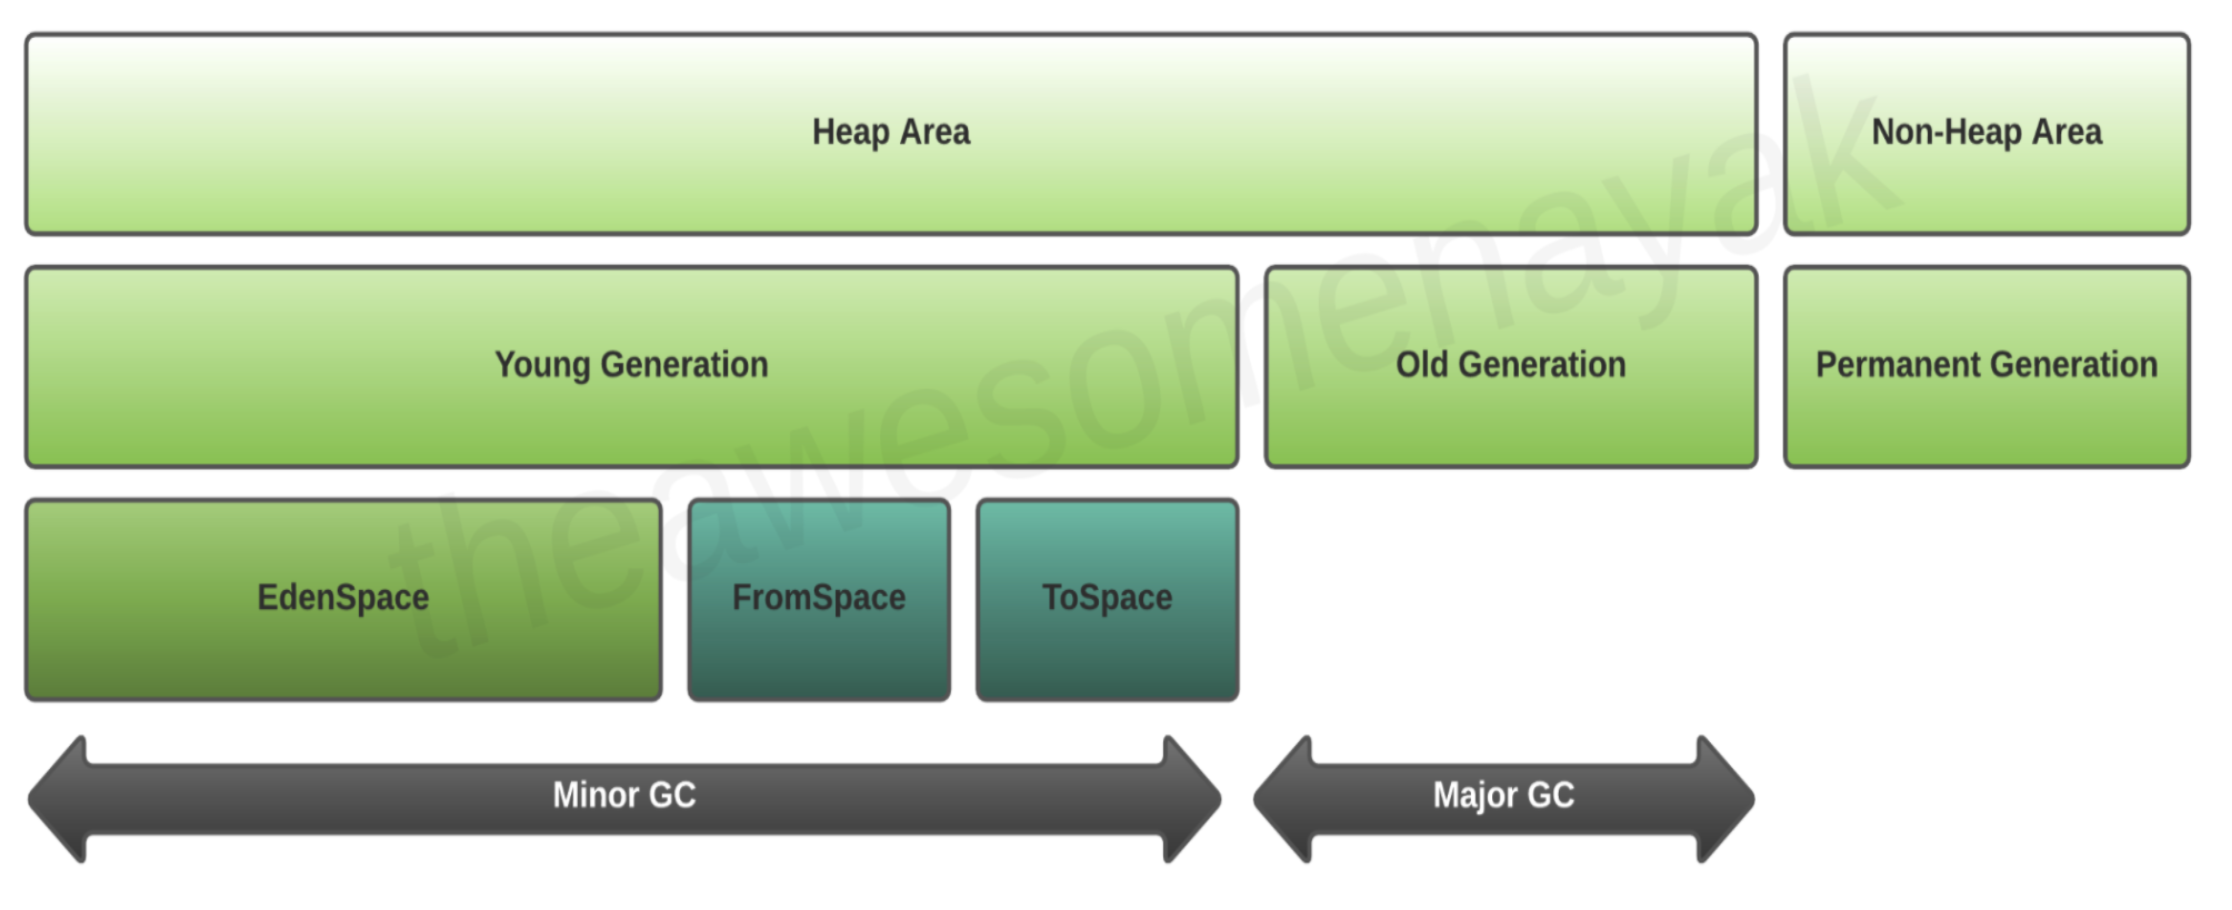 Heap Area
Non-Heap Area
Young Generation
Old Generation
Permanent Generation
EdenSpace
FromSpace
ToSpace
Minor GC
Major GC
theawesomenayak